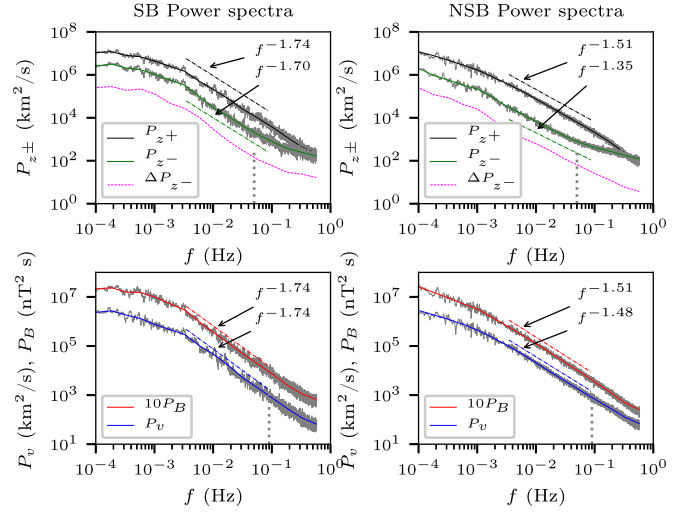 SB Power spectra
NSB Power spectra
10^8
10^6
10^4
10^2
10^0
P_{z±} (km^2/s)
f^{−1.74}
f^{−1.70}
P_z+
P_z−
ΔP_z−
10^{−4} 10^{−3} 10^{−2} 10^{−1} 10^0
f (Hz)
10^8
10^6
10^4
10^2
10^0
P_{z±} (km^2/s)
f^{−1.51}
f^{−1.35}
P_z+
P_z−
ΔP_z−
10^{−4} 10^{−3} 10^{−2} 10^{−1} 10^0
f (Hz)
10^7
10^5
10^3
10^1
P_v (km^2/s), P_B (nT^2 s)
f^{−1.74}
f^{−1.74}
10P_B
P_v
10^{−4} 10^{−3} 10^{−2} 10^{−1} 10^0
f (Hz)
10^7
10^5
10^3
10^1
P_v (km^2/s), P_B (nT^2 s)
f^{−1.51}
f^{−1.48}
10P_B
P_v
10^{−4} 10^{−3} 10^{−2} 10^{−1} 10^0
f (Hz)